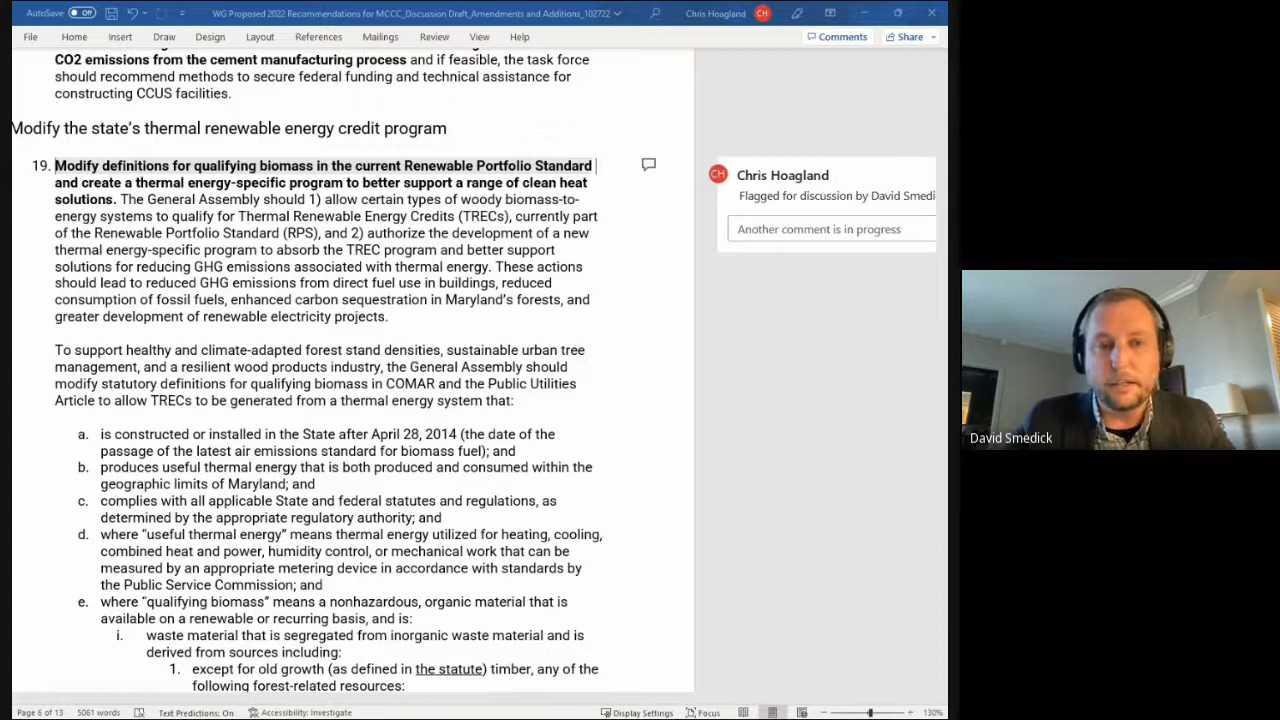 AutoSave Off
WG Proposed 2022 Recommendations for MCCC_Discussion Draft_Amendments and Additions_102722
Chris Hoagland
CH
File Home Insert Draw Design Layout References Mailings Review View Help
Comments Share
CO2 emissions from the cement manufacturing process and if feasible, the task force
should recommend methods to secure federal funding and technical assistance for
constructing CCUS facilities.
Modify the state's thermal renewable energy credit program
19. Modify definitions for qualifying biomass in the current Renewable Portfolio Standard
and create a thermal energy-specific program to better support a range of clean heat
solutions. The General Assembly should 1) allow certain types of woody biomass-to-
energy systems to qualify for Thermal Renewable Energy Credits (TRECs), currently part
of the Renewable Portfolio Standard (RPS), and 2) authorize the development of a new
thermal energy-specific program to absorb the TREC program and better support
solutions for reducing GHG emissions associated with thermal energy. These actions
should lead to reduced GHG emissions from direct fuel use in buildings, reduced
consumption of fossil fuels, enhanced carbon sequestration in Maryland's forests, and
greater development of renewable electricity projects.
To support healthy and climate-adapted forest stand densities, sustainable urban tree
management, and a resilient wood products industry, the General Assembly should
modify statutory definitions for qualifying biomass in COMAR and the Public Utilities
Article to allow TRECs to be generated from a thermal energy system that:
a. is constructed or installed in the State after April 28, 2014 (the date of the
passage of the latest air emissions standard for biomass fuel); and
b. produces useful thermal energy that is both produced and consumed within the
geographic limits of Maryland; and
c. complies with all applicable State and federal statutes and regulations, as
determined by the appropriate regulatory authority; and
d. where "useful thermal energy" means thermal energy utilized for heating, cooling,
combined heat and power, humidity control, or mechanical work that can be
measured by an appropriate metering device in accordance with standards by
the Public Service Commission; and
e. where "qualifying biomass" means a nonhazardous, organic material that is
available on a renewable or recurring basis, and is:
i. waste material that is segregated from inorganic waste material and is
derived from sources including:
1. except for old growth (as defined in the statute) timber, any of the
following forest-related resources:
CH
Chris Hoagland
Flagged for discussion by David Smedi
Another comment is in progress
David Smedick
Page 6 of 13 5061 words Text Predictions: On Accessibility: Investigate
Display Settings Focus 130%